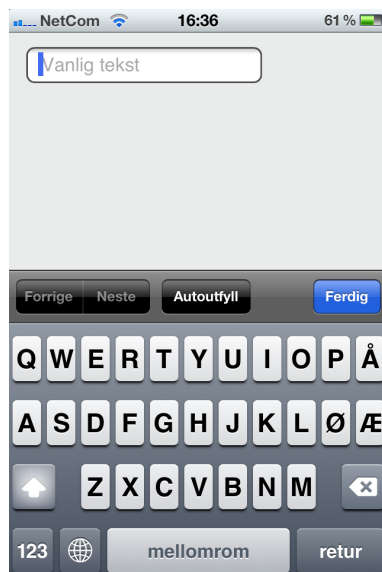 NetCom 16:36 61 %
Vanlig tekst
Forrige Neste Autoutfyll Ferdig
Q W E R T Y U I O P Å
A S D F G H J K L Ø Æ
Z X C V B N M
123 mellomrom retur